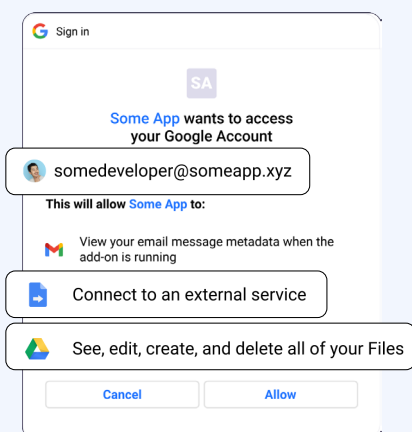 Sign in
SA
Some App wants to access
your Google Account
somedeveloper@someapp.xyz
This will allow Some App to:
View your email message metadata when the
add-on is running
Connect to an external service
See, edit, create, and delete all of your Files
Cancel
Allow